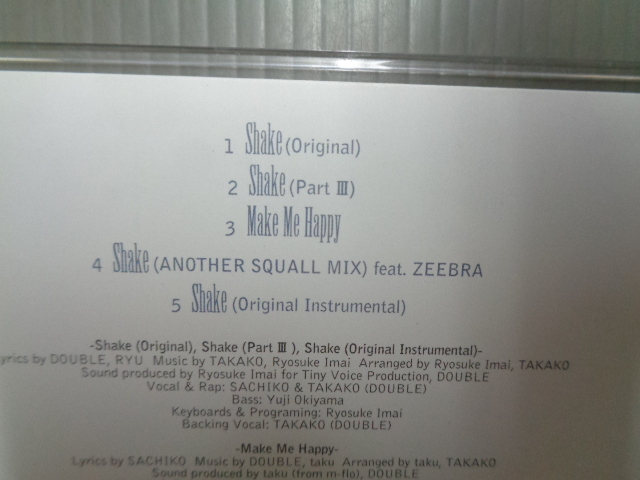 1 Shake (Original)
2 Shake (Part Ⅲ)
3 Make Me Happy
4 Shake (ANOTHER SQUALL MIX) feat. ZEEBRA
5 Shake (Original Instrumental)
-Shake (Original), Shake (Part Ⅲ ), Shake (Original Instrumental)-
yrics by DOUBLE, RYU Music by TAKAKO, Ryosuke Imai Arranged by Ryosuke Imai, TAKAKO
Sound produced by Ryosuke Imai for Tiny Voice Production, DOUBLE
Vocal & Rap: SACHIKO & TAKAKO (DOUBLE)
Bass: Yuji Okiyama
Keyboards & Programing: Ryosuke Imai
Backing Vocal: TAKAKO (DOUBLE)
-Make Me Happy-
Lyrics by SACHIKO Music by DOUBLE, taku Arranged by taku, TAKAKO
Sound produced by taku (from m-flo), DOUBLE